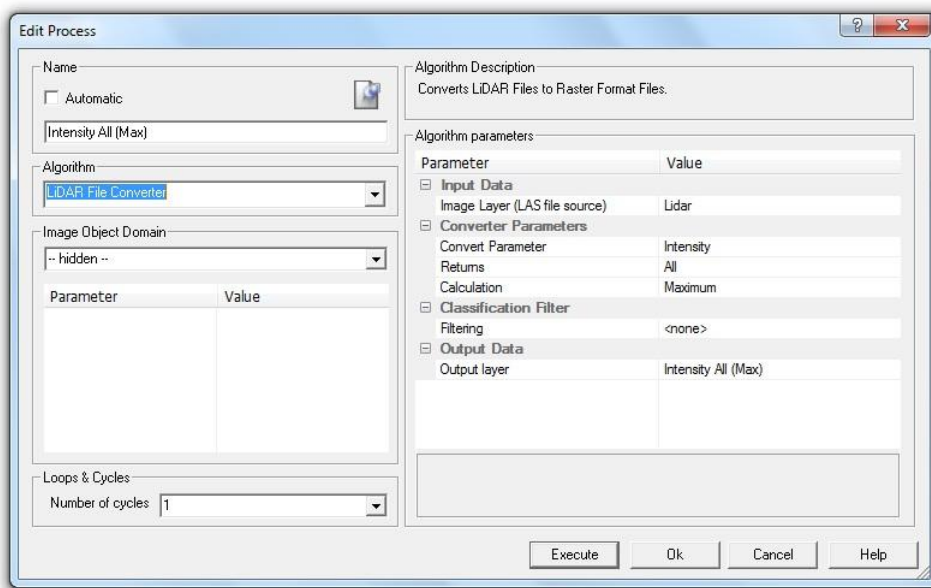 Edit Process
Name
Automatic
Intensity All (Max)
Algorithm
LiDAR File Converter
Image Object Domain
-- hidden --
Parameter Value
Loops & Cycles
Number of cycles 1
Algorithm Description
Converts LiDAR Files to Raster Format Files.
Algorithm parameters
Parameter Value
Input Data
Image Layer (LAS file source) Lidar
Converter Parameters
Convert Parameter Intensity
Returns All
Calculation Maximum
Classification Filter
Filtering <none>
Output Data
Output layer Intensity All (Max)
Execute Ok Cancel Help